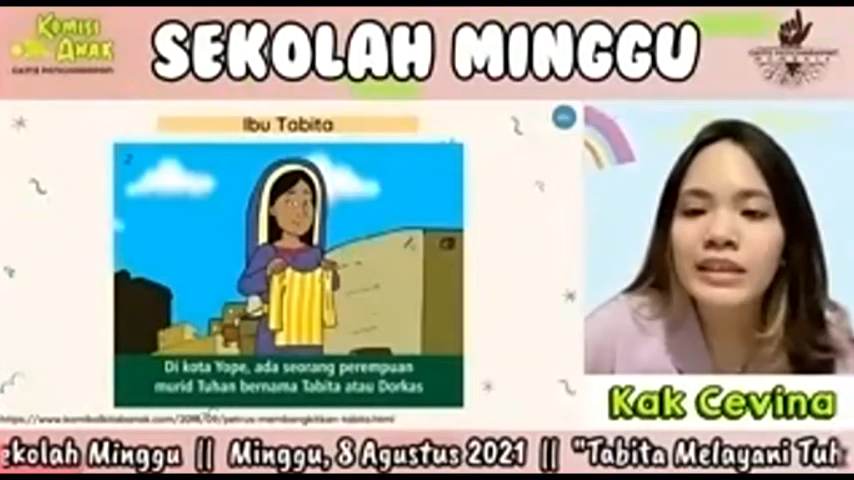 KOMISI
ANAK
SEKOLAH MINGGU
Ibu Tabita
2
Di kota Yope, ada seorang perempuan
murid Tuhan bernama Tabita atau Dorkas
Kak Cevina
ekolah Minggu || Minggu, 8 Agustus 2021 || "Tabita Melayani Tuh